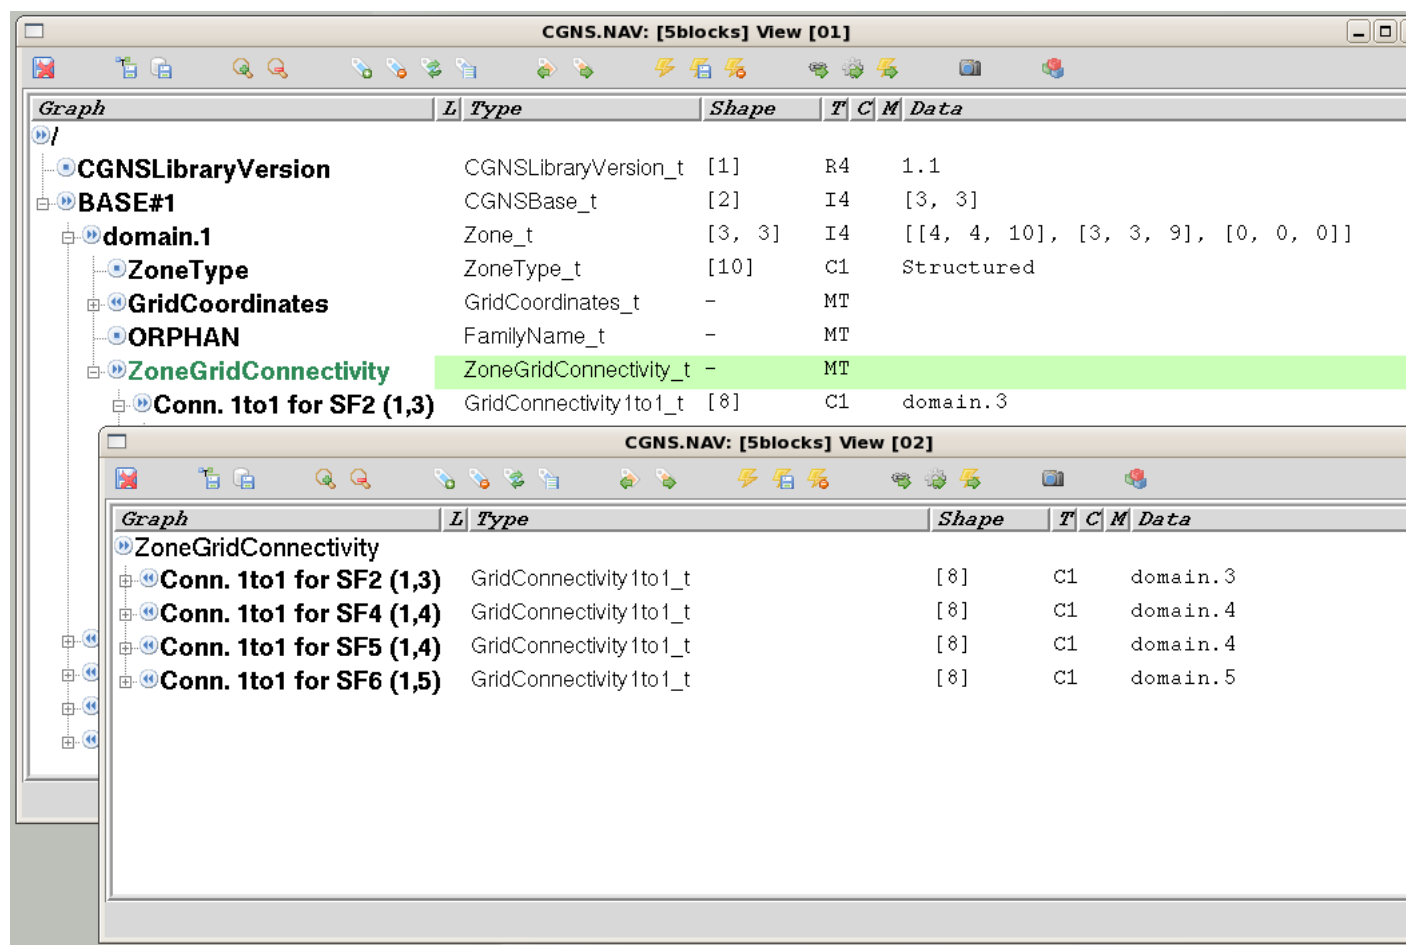 CGNS.NAV: [5blocks] View [01]
Graph L Type Shape T C M Data
/
CGNSLibraryVersion CGNSLibraryVersion_t [1] R4 1.1
BASE#1 CGNSBase_t [2] I4 [3, 3]
domain.1 Zone_t [3, 3] I4 [[4, 4, 10], [3, 3, 9], [0, 0, 0]]
ZoneType ZoneType_t [10] C1 Structured
GridCoordinates GridCoordinates_t - MT
ORPHAN FamilyName_t - MT
ZoneGridConnectivity ZoneGridConnectivity_t - MT
Conn. 1to1 for SF2 (1,3) GridConnectivity1to1_t [8] C1 domain.3
CGNS.NAV: [5blocks] View [02]
Graph L Type Shape T C M Data
ZoneGridConnectivity
Conn. 1to1 for SF2 (1,3) GridConnectivity1to1_t [8] C1 domain.3
Conn. 1to1 for SF4 (1,4) GridConnectivity1to1_t [8] C1 domain.4
Conn. 1to1 for SF5 (1,4) GridConnectivity1to1_t [8] C1 domain.4
Conn. 1to1 for SF6 (1,5) GridConnectivity1to1_t [8] C1 domain.5